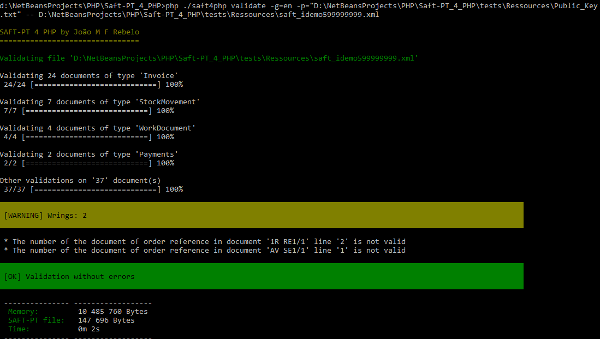 d:\NetBeansProjects\PHP\Saft-PT_4_PHP>php ./saft4php validate -g=en -p="D:\NetBeansProjects\PHP\Saft-PT_4_PHP\tests\Ressources\Public_Key
.txt" - "D:\NetBeansProjects\PHP\Saft-PT_4_PHP\tests\Ressources\saft_idemo599999999.xml
SAFT-PT 4 PHP by João M F Rebelo
================================
Validating file 'D:\NetBeansProjects\PHP\Saft-PT_4_PHP\tests\Ressources\saft_idemo599999999.xml'
Validating 24 documents of type 'Invoice'
24/24 [============================] 100%
Validating 7 documents of type 'StockMovement'
7/7 [============================] 100%
Validating 4 documents of type 'WorkDocument'
4/4 [============================] 100%
Validating 2 documents of type 'Payments'
2/2 [============================] 100%
Other validations on '37' document(s)
37/37 [============================] 100%
[WARNING] Wrings: 2
* The number of the document of order reference in document '1R RE1/1' line '2' is not valid
* The number of the document of order reference in document 'AV SE1/1' line '1' is not valid
[OK] Validation without errors
--------------- ------------------
Memory: 10 485 760 Bytes
SAFT-PT file: 147 696 Bytes
Time: 0m 2s
--------------- ------------------